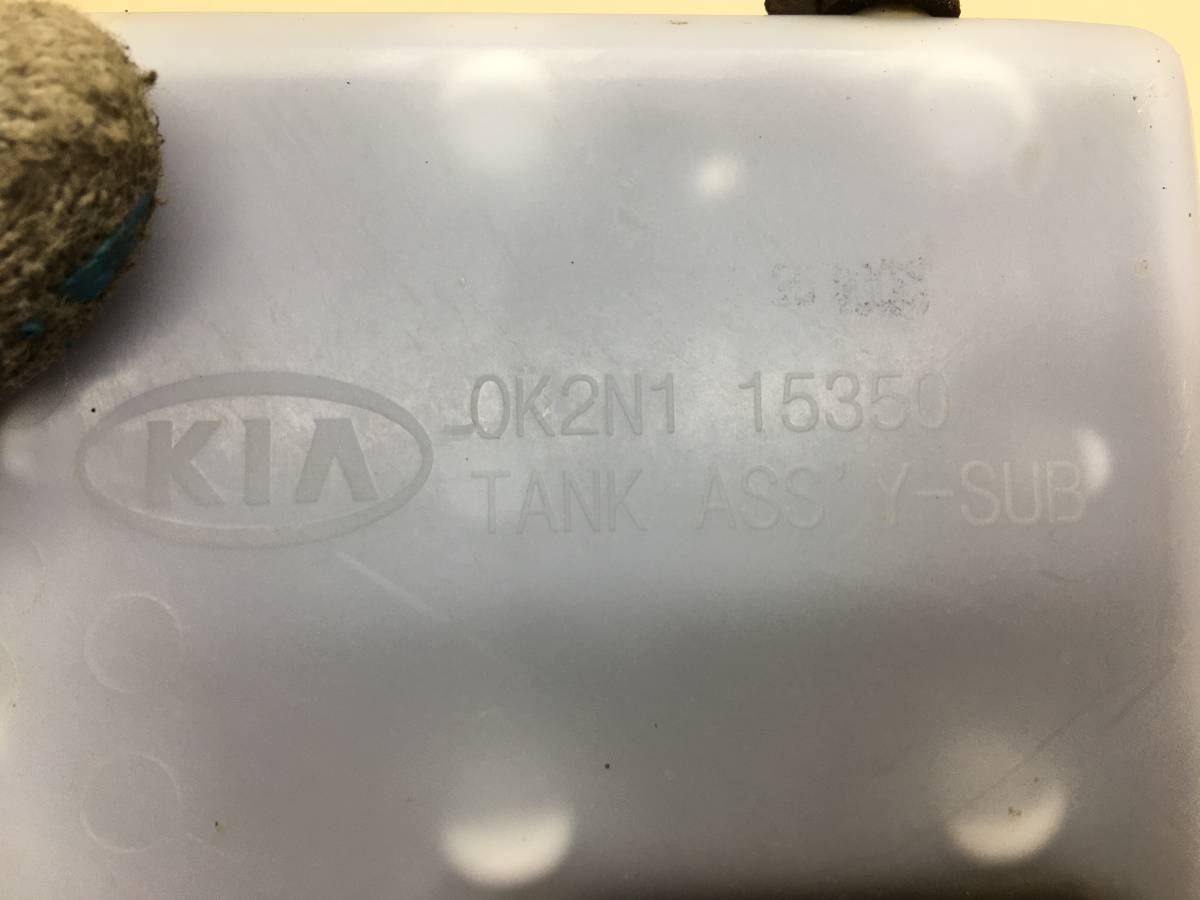 KIA
0K2N1 15350
TANK ASS'Y-SUB